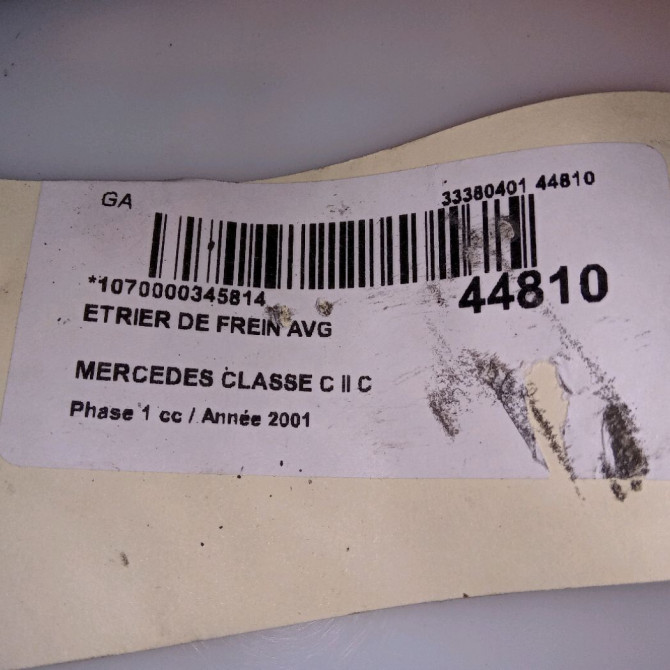 GA
33380401 44810
*1070000345814
44810
ETRIER DE FREIN AVG
MERCEDES CLASSE C II C
Phase 1 cc / Année 2001